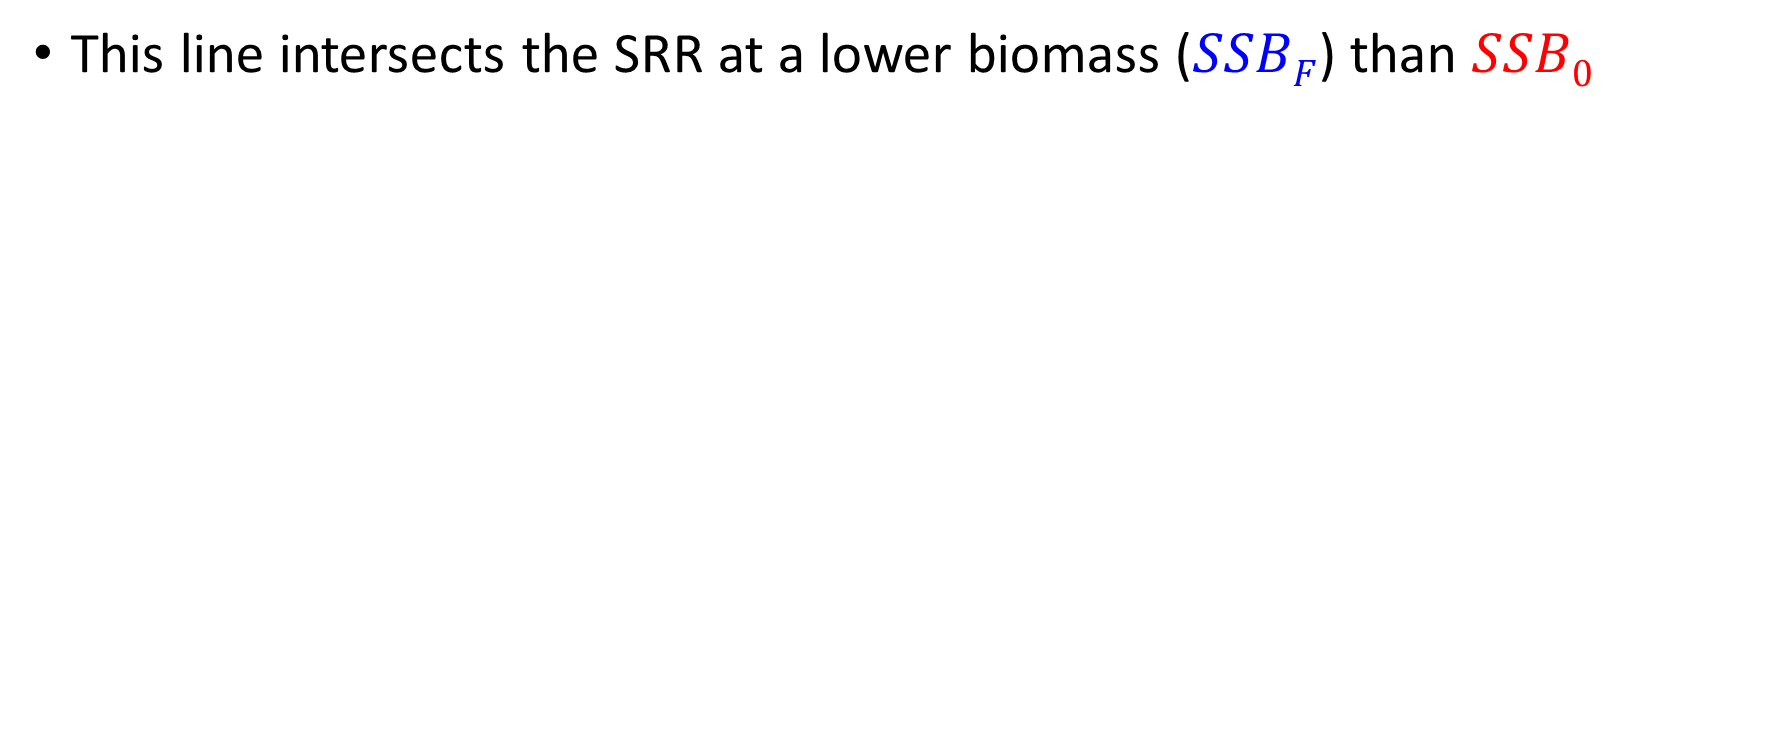 • This line intersects the SRR at a lower biomass (SSB_F) than SSB_0